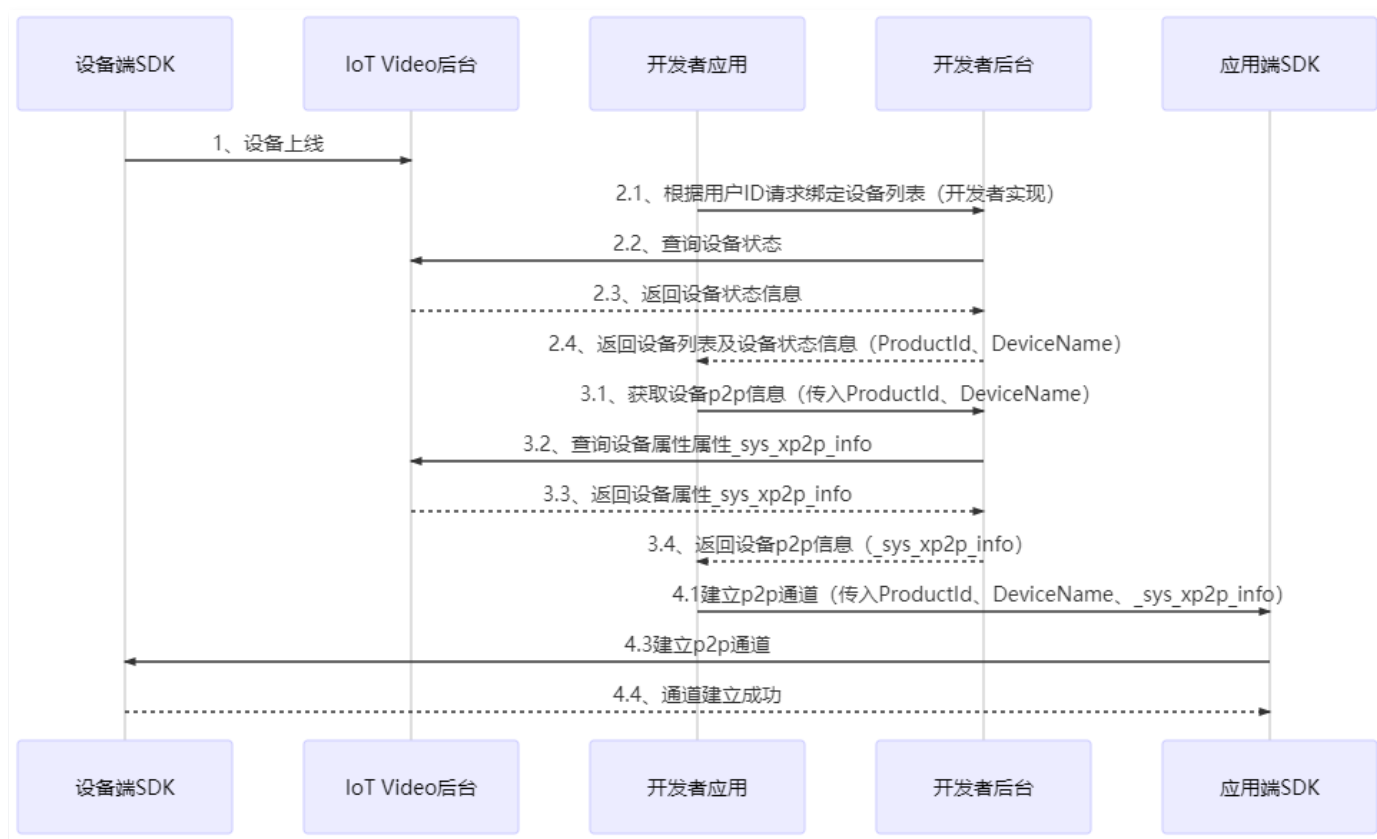 设备端SDK
IoT Video后台
开发者应用
开发者后台
应用端SDK
1、设备上线
2.1、根据用户ID请求绑定设备列表（开发者实现）
2.2、查询设备状态
2.3、返回设备状态信息
2.4、返回设备列表及设备状态信息（ProductId、DeviceName）
3.1、获取设备p2p信息（传入ProductId、DeviceName）
3.2、查询设备属性属性_sys_xp2p_info
3.3、返回设备属性_sys_xp2p_info
3.4、返回设备p2p信息（_sys_xp2p_info）
4.1建立p2p通道（传入ProductId、DeviceName、_sys_xp2p_info）
4.3建立p2p通道
4.4、通道建立成功
设备端SDK
IoT Video后台
开发者应用
开发者后台
应用端SDK